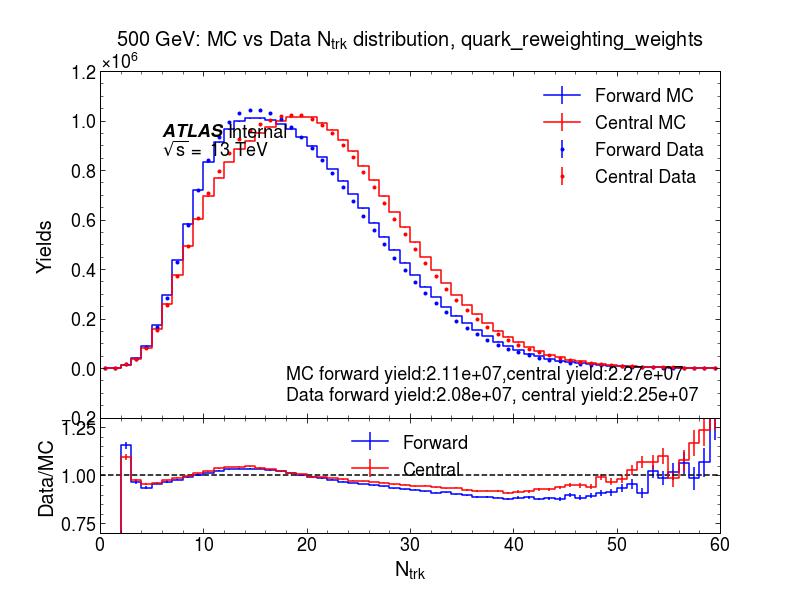 500 GeV: MC vs Data N_trk distribution, quark_reweighting_weights
×10⁶
1.2
1.0
0.8
0.6
0.4
0.2
0.0
0.2
Yields
ATLAS Internal
√s = 13 TeV
Forward MC
Central MC
Forward Data
Central Data
MC forward yield:2.11e+07,central yield:2.27e+07
Data forward yield:2.08e+07, central yield:2.25e+07
1.25
1.00
0.75
Data/MC
Forward
Central
0 10 20 30 40 50 60
N_trk